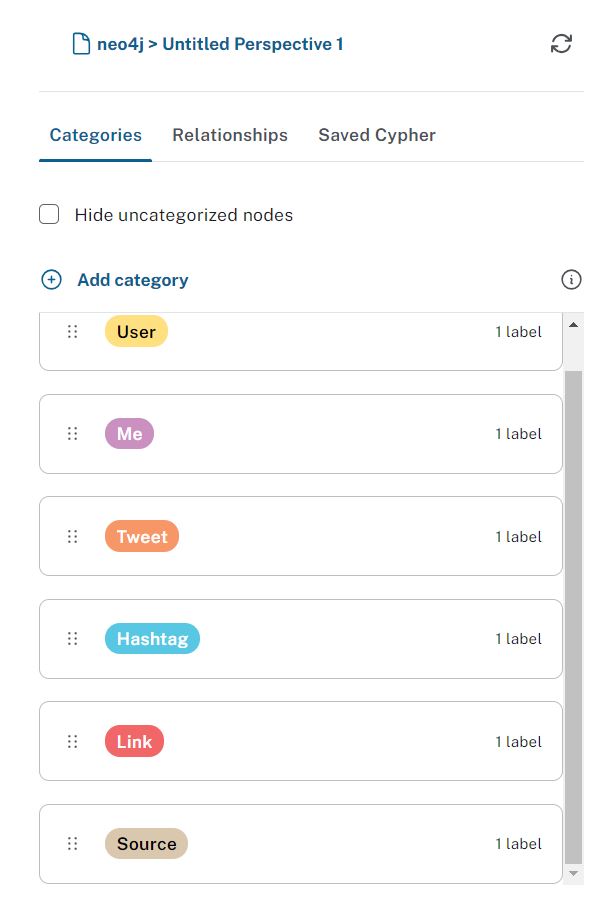 neo4j > Untitled Perspective 1
Categories Relationships Saved Cypher
Hide uncategorized nodes
Add category
User 1 label
Me 1 label
Tweet 1 label
Hashtag 1 label
Link 1 label
Source 1 label